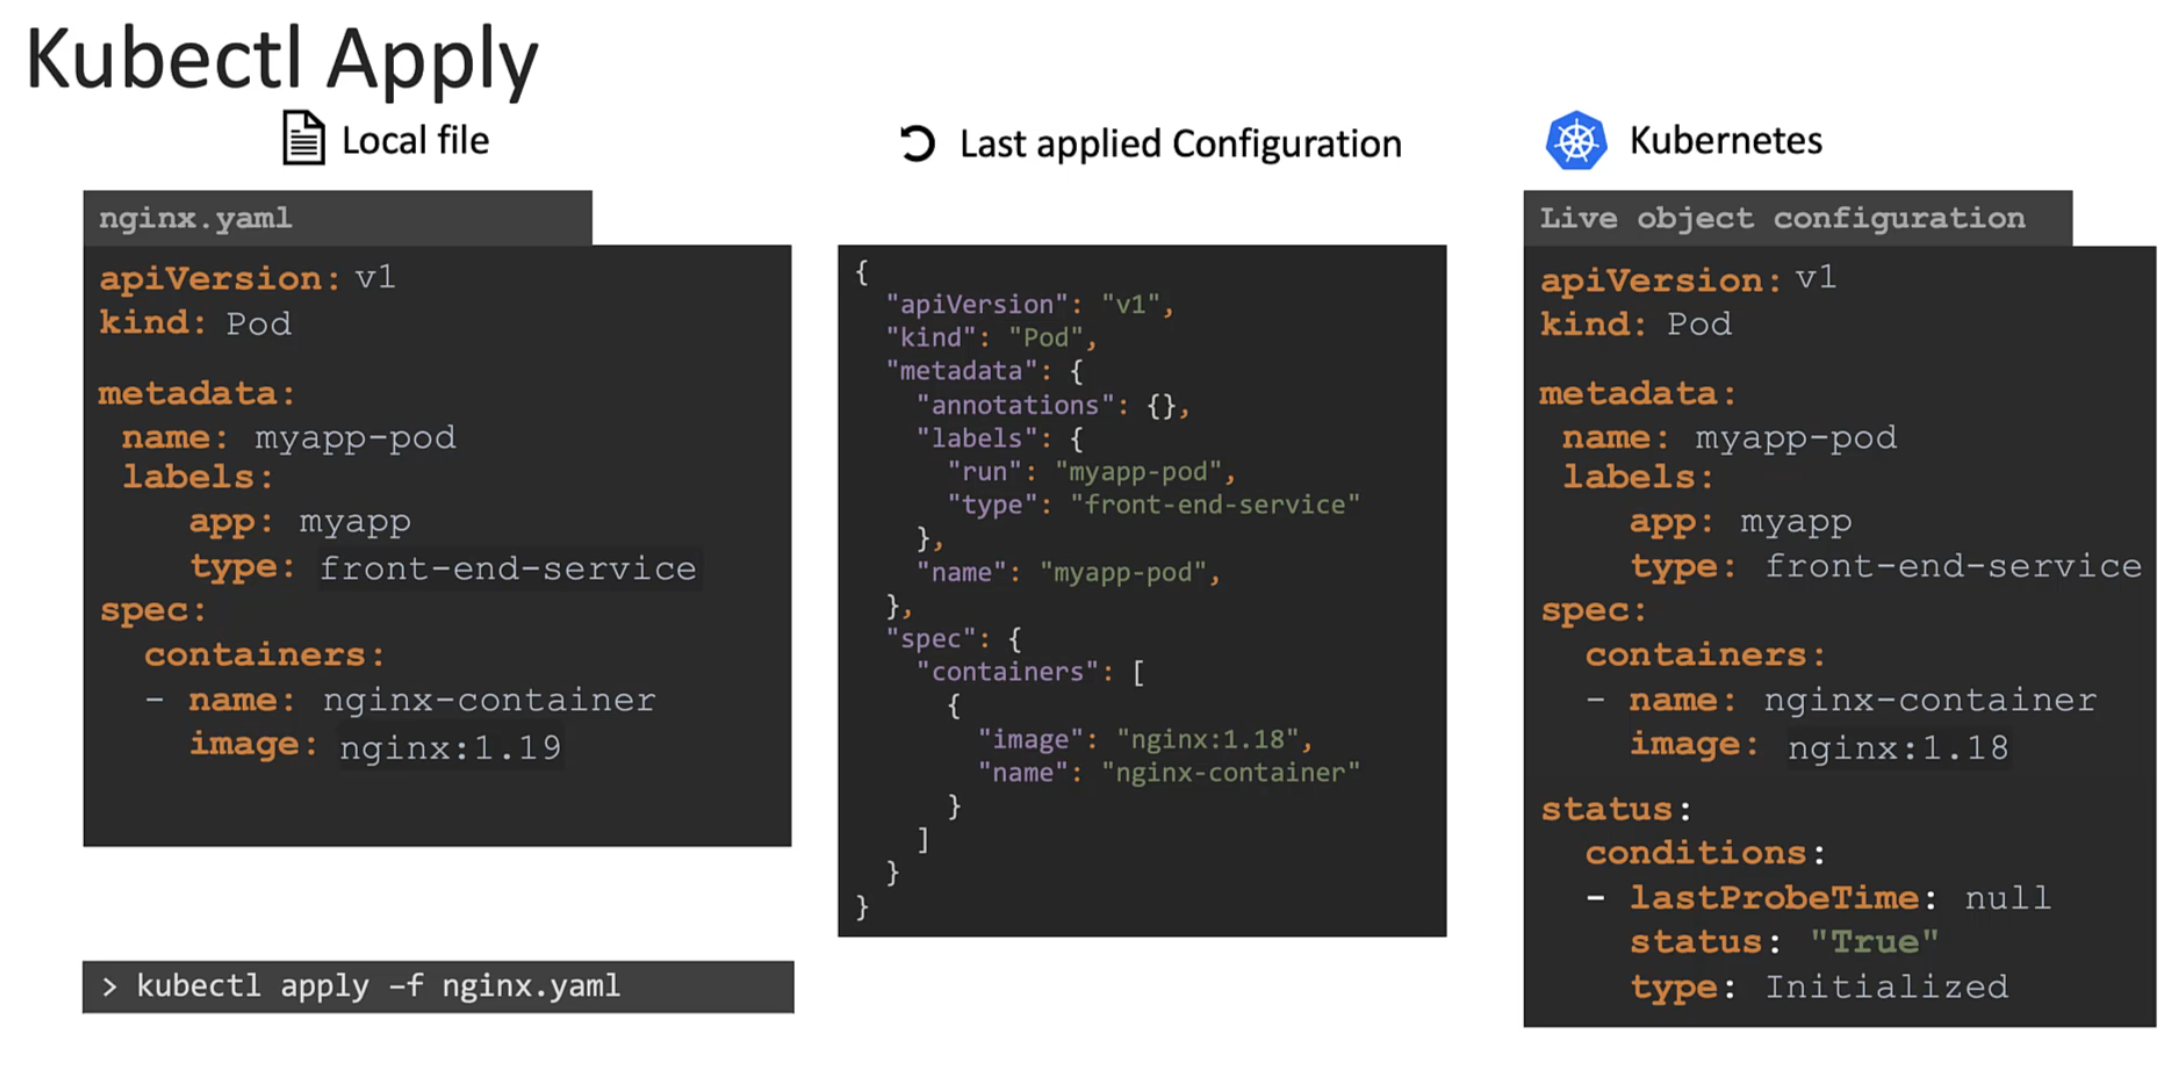 Kubectl Apply
Local file
nginx.yaml
apiVersion: v1
kind: Pod
metadata:
name: myapp-pod
labels:
app: myapp
type: front-end-service
spec:
containers:
- name: nginx-container
image: nginx:1.19
> kubectl apply –f nginx.yaml
Last applied Configuration
{
"apiVersion": "v1",
"kind": "Pod",
"metadata": {
"annotations": {},
"labels": {
"run": "myapp-pod",
"type": "front-end-service"
},
"name": "myapp-pod",
},
"spec": {
"containers": [
{
"image": "nginx:1.18",
"name": "nginx-container"
}
]
}
}
Kubernetes
Live object configuration
apiVersion: v1
kind: Pod
metadata:
name: myapp-pod
labels:
app: myapp
type: front-end-service
spec:
containers:
- name: nginx-container
image: nginx:1.18
status:
conditions:
- lastProbeTime: null
status: "True"
type: Initialized